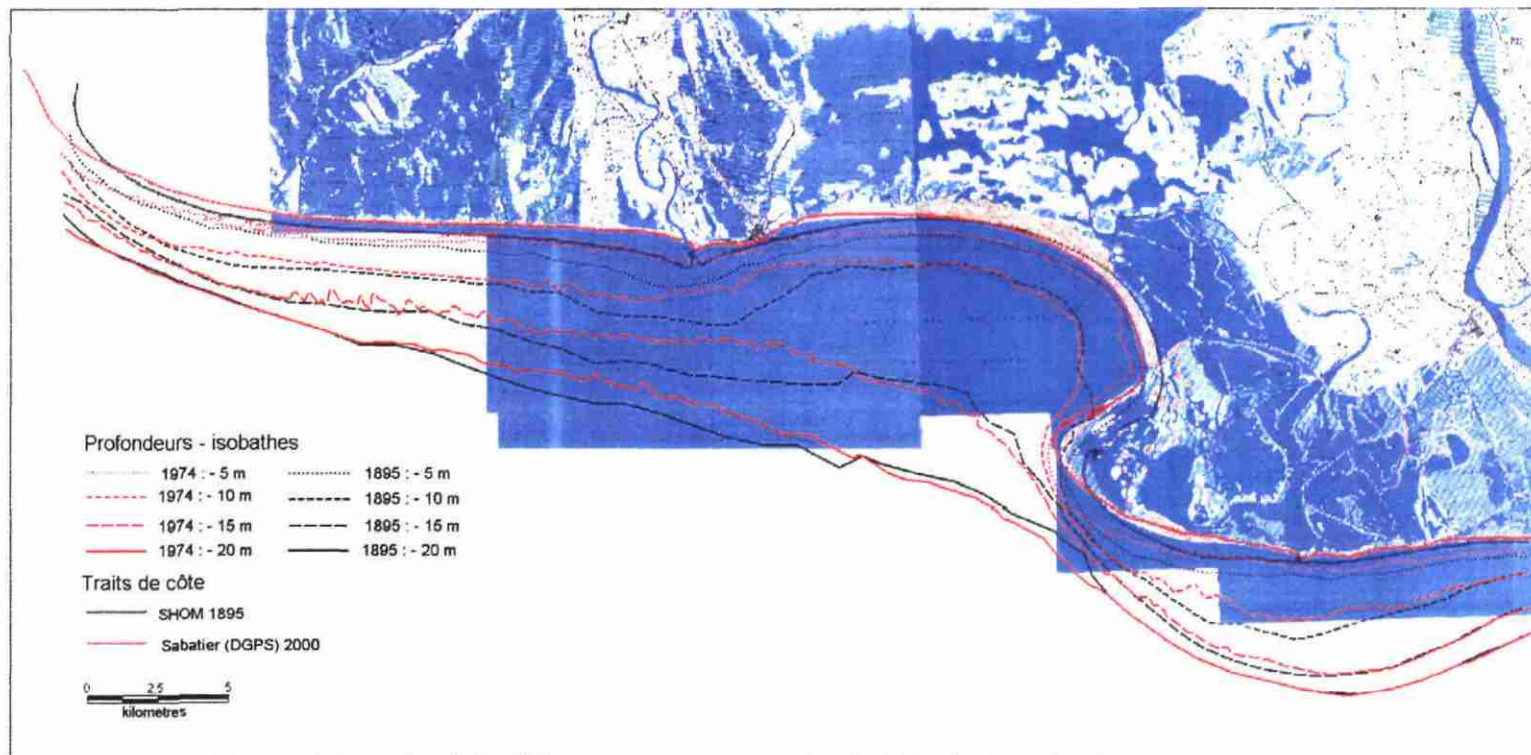 Profondeurs - isobathes
1974 : - 5 m 1895 : - 5 m
1974 : - 10 m 1895 : - 10 m
1974 : - 15 m 1895 : - 15 m
1974 : - 20 m 1895 : - 20 m
Traits de côte
SHOM 1895
Sabatier (DGPS) 2000
0 2,5 5
kilometres